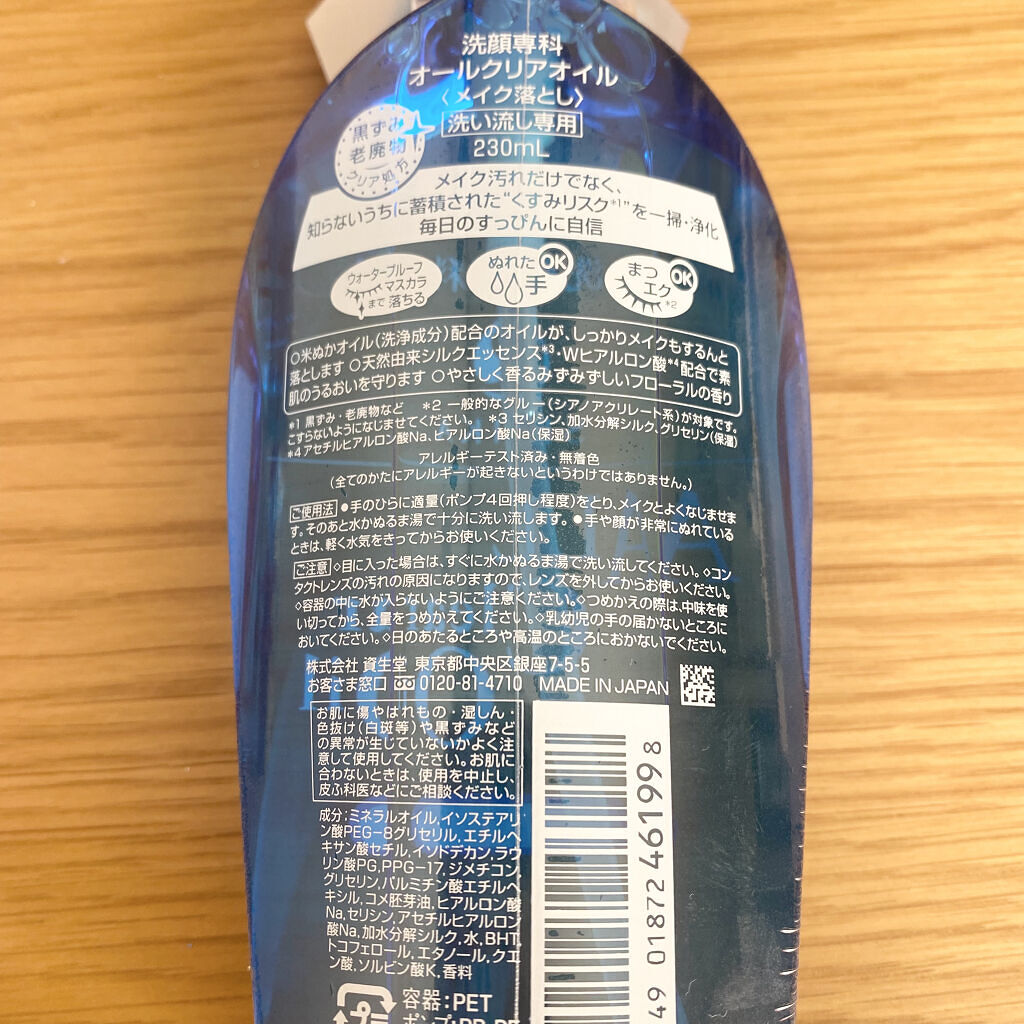 洗顔専科
オールクリアオイル
〈メイク落とし〉
洗い流し専用
230mL
黒ずみ
老廃物
クリア処方
メイク汚れだけでなく、
知らないうちに蓄積された“くすみリスク*1”を一掃・浄化
毎日のすっぴんに自信
ウォータープルーフ
マスカラ
まで 落ちる
ぬれた OK
手
まつ OK
エク *2
○米ぬかオイル（洗浄成分）配合のオイルが、しっかりメイクもするんと
落とします ○天然由来シルクエッセンス*3・Wヒアルロン酸*4配合で素
肌のうるおいを守ります ○やさしく香るみずみずしいフローラルの香り
*1 黒ずみ・老廃物など *2 一般的なグルー（シアノアクリレート系）が対象です。
こすらないようになじませてください。 *3 セリシン、加水分解シルク、グリセリン（保湿）
*4 アセチルヒアルロン酸Na、ヒアルロン酸Na（保湿）
アレルギーテスト済み・無着色
（全てのかたにアレルギーが起きないというわけではありません。）
ご使用法 ●手のひらに適量（ポンプ4回押し程度）をとり、メイクとよくなじませま
す。そのあと水かぬるま湯で十分に洗い流します。 ●手や顔が非常にぬれている
ときは、軽く水気をきってからお使いください。
ご注意 ◇目に入った場合は、すぐに水かぬるま湯で洗い流してください。◇コン
タクトレンズの汚れの原因になりますので、レンズを外してからお使いください。
◇容器の中に水が入らないようにご注意ください。◇つめかえの際は、中味を使
い切ってから、全量をつめかえてください。◇乳幼児の手の届かないところに
おいてください。◇日のあたるところや高温のところにおかないでください。
株式会社 資生堂 東京都中央区銀座7-5-5
お客さま窓口 0120-81-4710 MADE IN JAPAN
お肌に傷やはれもの・湿しん・
色抜け（白斑等）や黒ずみなど
の異常が生じていないかよく注
意して使用してください。お肌に
合わないときは、使用を中止し、
皮ふ科医などにご相談ください。
成分：ミネラルオイル,イソステアリ
ン酸PEG-8グリセリル,エチルヘ
キサン酸セチル,イソドデカン,ラウ
リン酸PG,PPG-17,ジメチコン,
グリセリン,パルミチン酸エチルヘ
キシル,コメ胚芽油,ヒアルロン酸
Na,セリシン,アセチルヒアルロン
酸Na,加水分解シルク,水,BHT,
トコフェロール,エタノール,クエ
ン酸,ソルビン酸K,香料
プラ
容器：PET
49 01872 461998